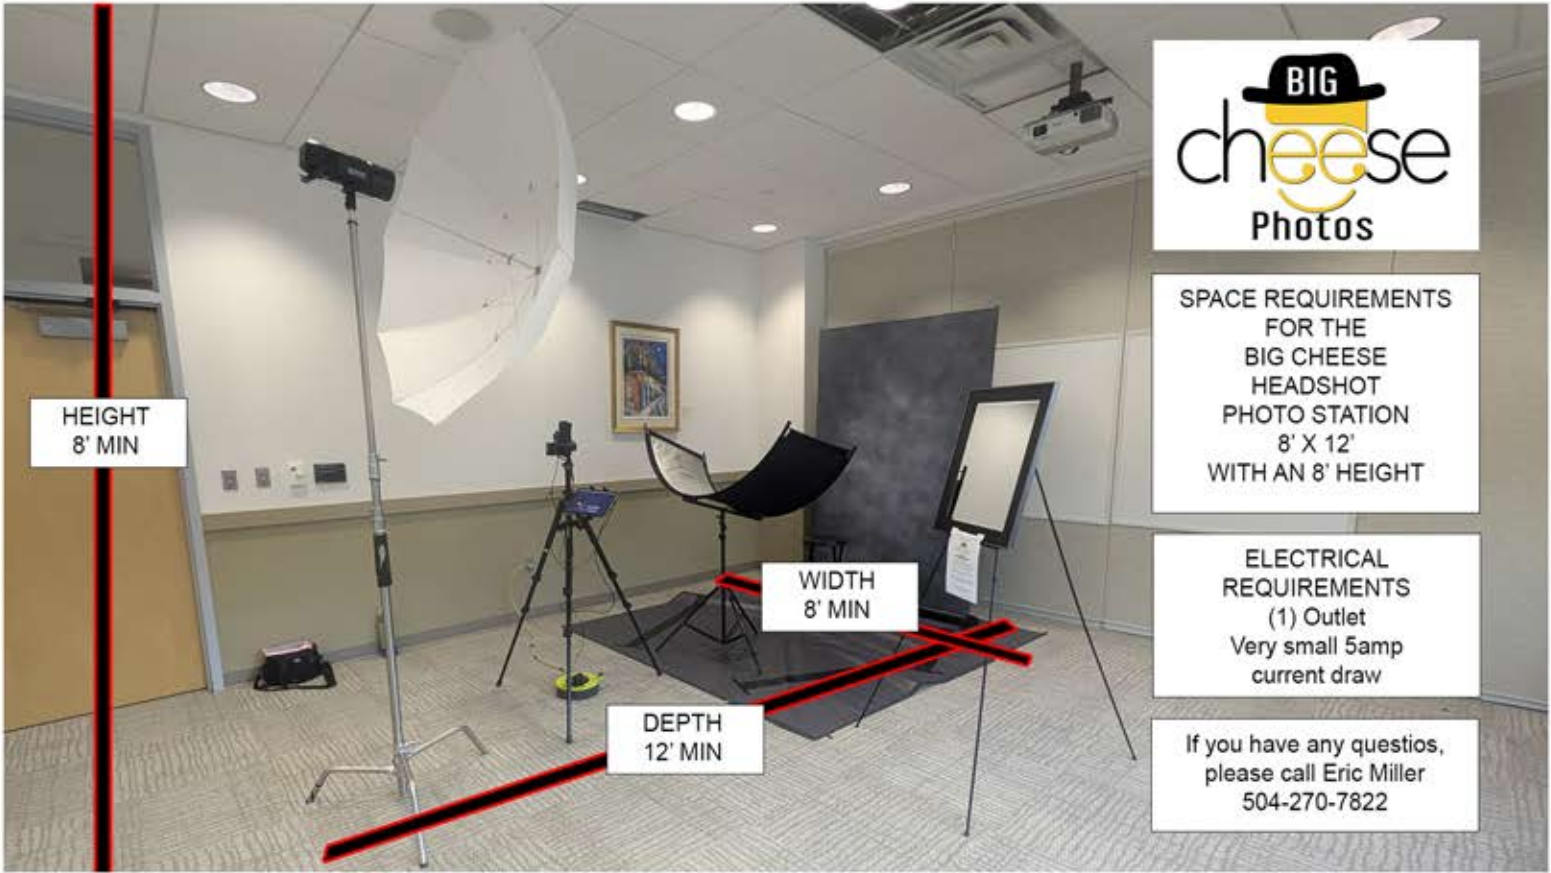 BIG
cheese
Photos
SPACE REQUIREMENTS
FOR THE
BIG CHEESE
HEADSHOT
PHOTO STATION
8' X 12'
WITH AN 8' HEIGHT
HEIGHT
8' MIN
WIDTH
8' MIN
ELECTRICAL
REQUIREMENTS
(1) Outlet
Very small 5amp
current draw
DEPTH
12' MIN
If you have any questios,
please call Eric Miller
504-270-7822